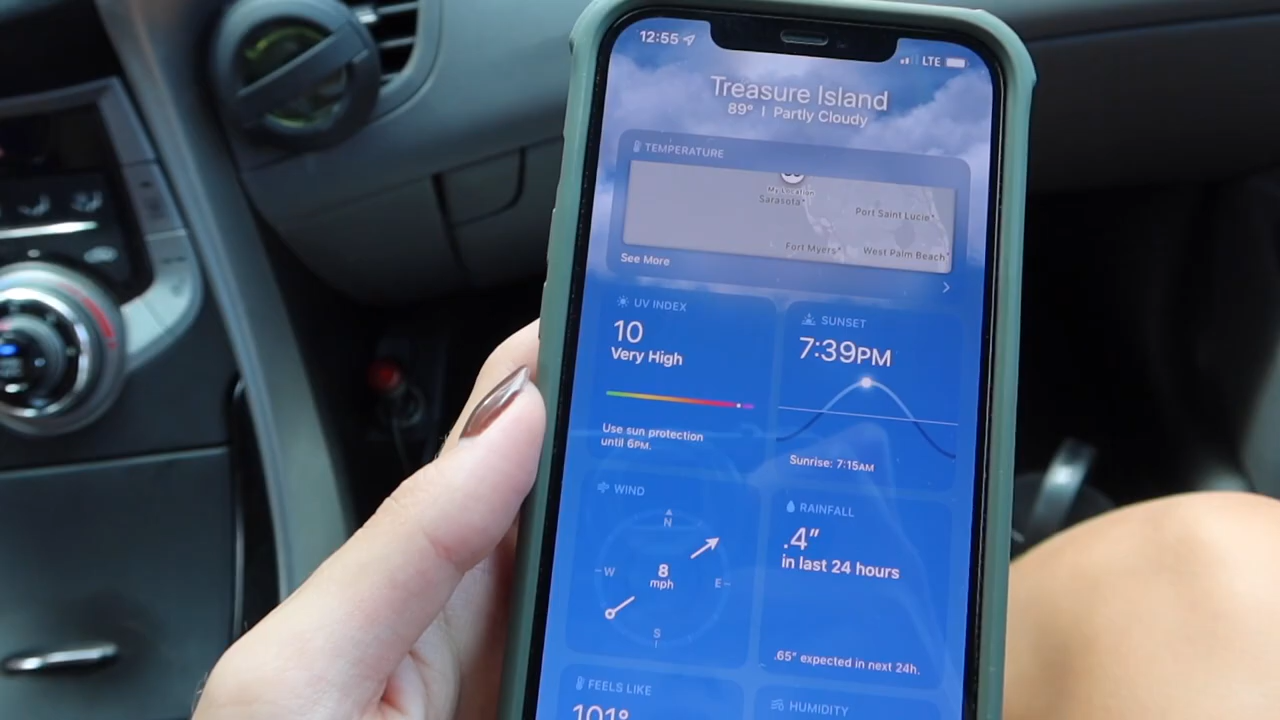 12:55
LTE
Treasure Island
89° | Partly Cloudy
TEMPERATURE
My Location
Sarasota
Port Saint Lucie
Fort Myers
West Palm Beach
See More
UV INDEX
10
Very High
Use sun protection
until 6PM.
SUNSET
7:39PM
Sunrise: 7:15AM
WIND
N
W
8
mph
E
S
RAINFALL
.4"
in last 24 hours
.65" expected in next 24h.
FEELS LIKE
101°
HUMIDITY